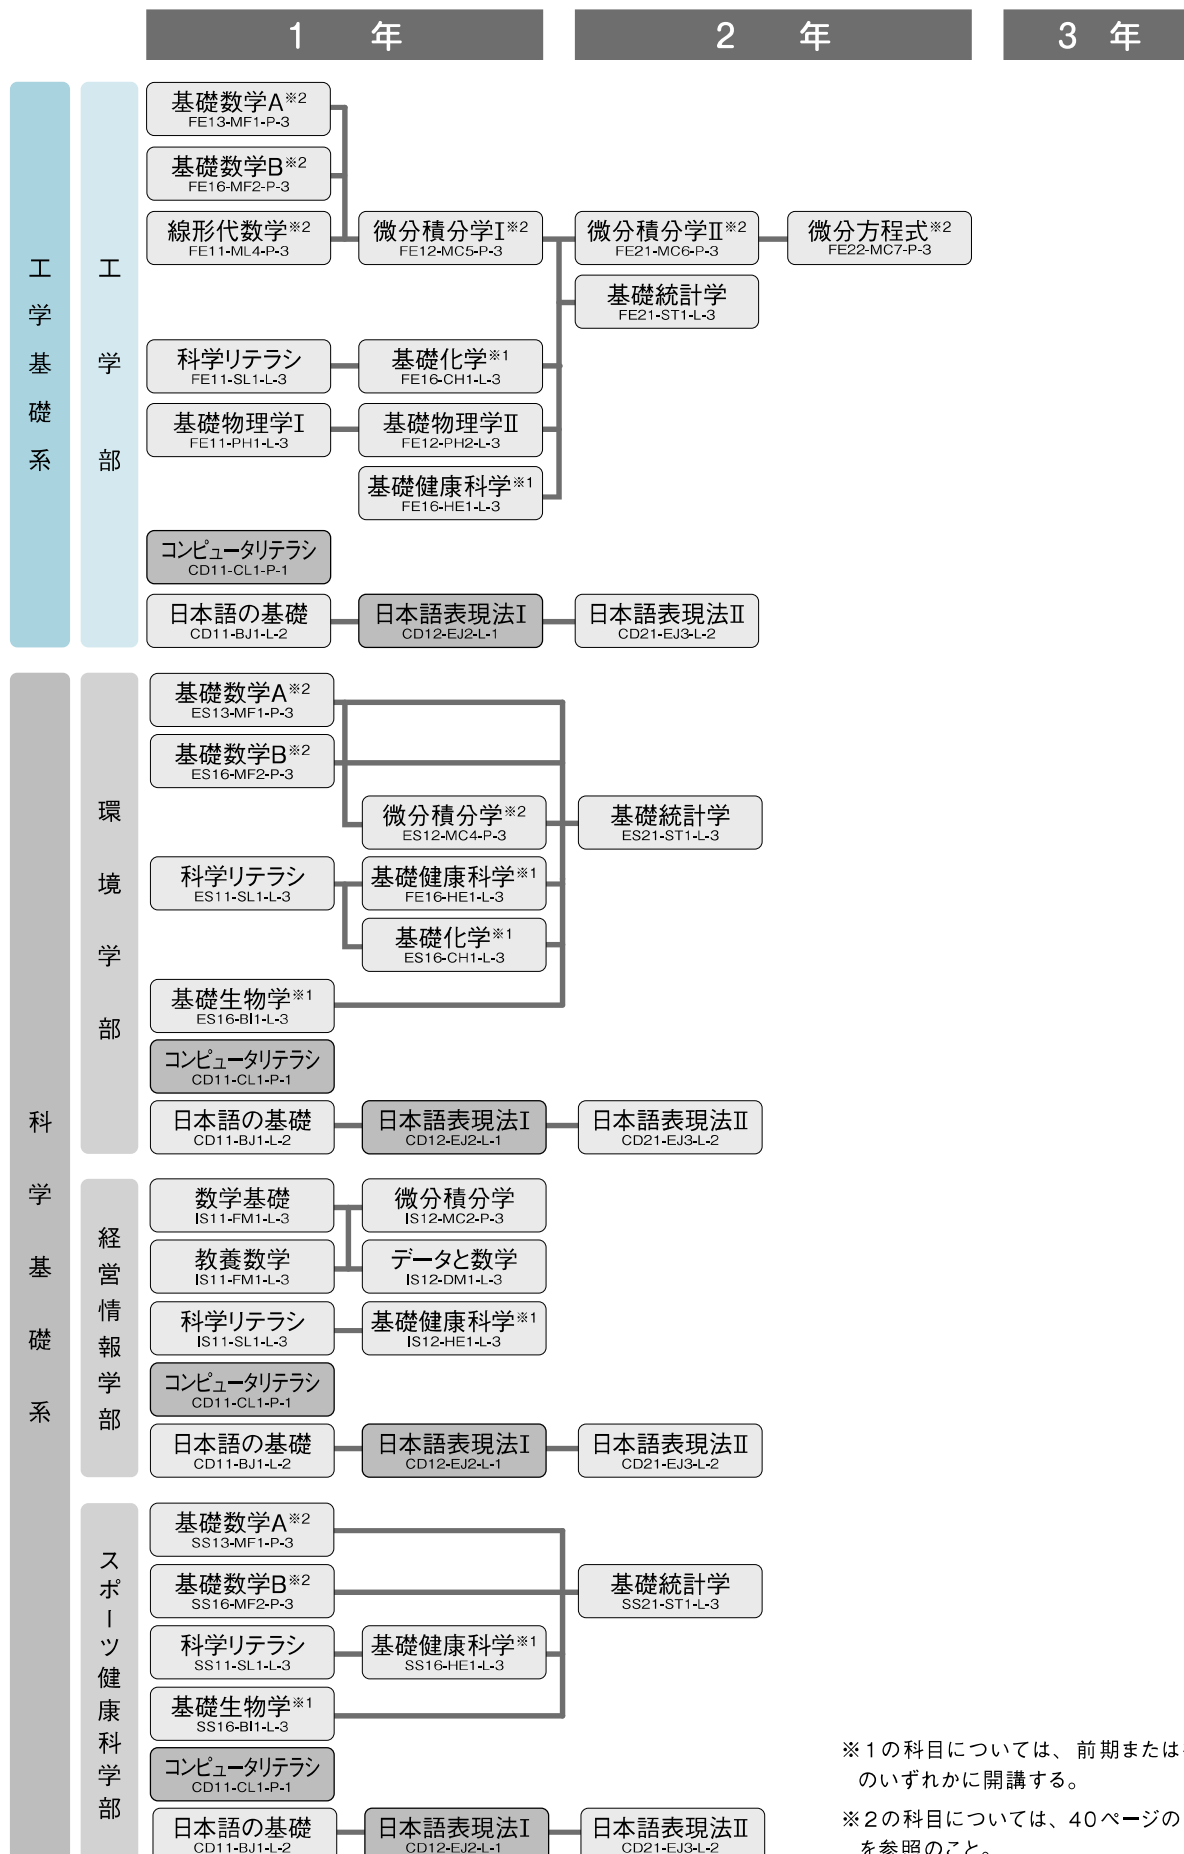 1 年
2 年
3 年
工学基礎系
工学部
基礎数学A※2
FE13-MF1-P-3
基礎数学B※2
FE16-MF2-P-3
線形代数学※2
FE11-ML4-P-3
微分積分学I※2
FE12-MC5-P-3
微分積分学II※2
FE21-MC6-P-3
微分方程式※2
FE22-MC7-P-3
基礎統計学
FE21-ST1-L-3
科学リテラシ
FE11-SL1-L-3
基礎化学※1
FE16-CH1-L-3
基礎物理学I
FE11-PH1-L-3
基礎物理学II
FE12-PH2-L-3
基礎健康科学※1
FE16-HE1-L-3
コンピュータリテラシ
CD11-CL1-P-1
日本語の基礎
CD11-BJ1-L-2
日本語表現法I
CD12-EJ2-L-1
日本語表現法II
CD21-EJ3-L-2
科学基礎系
環境学部
基礎数学A※2
ES13-MF1-P-3
基礎数学B※2
ES16-MF2-P-3
微分積分学※2
ES12-MC4-P-3
基礎統計学
ES21-ST1-L-3
科学リテラシ
ES11-SL1-L-3
基礎健康科学※1
FE16-HE1-L-3
基礎化学※1
ES16-CH1-L-3
基礎生物学※1
ES16-BI1-L-3
コンピュータリテラシ
CD11-CL1-P-1
日本語の基礎
CD11-BJ1-L-2
日本語表現法I
CD12-EJ2-L-1
日本語表現法II
CD21-EJ3-L-2
経営情報学部
数学基礎
IS11-FM1-L-3
微分積分学
IS12-MC2-P-3
教養数学
IS11-FM1-L-3
データと数学
IS12-DM1-L-3
科学リテラシ
IS11-SL1-L-3
基礎健康科学※1
IS12-HE1-L-3
コンピュータリテラシ
CD11-CL1-P-1
日本語の基礎
CD11-BJ1-L-2
日本語表現法I
CD12-EJ2-L-1
日本語表現法II
CD21-EJ3-L-2
スポーツ健康科学部
基礎数学A※2
SS13-MF1-P-3
基礎数学B※2
SS16-MF2-P-3
基礎統計学
SS21-ST1-L-3
科学リテラシ
SS11-SL1-L-3
基礎健康科学※1
SS16-HE1-L-3
基礎生物学※1
SS16-BI1-L-3
コンピュータリテラシ
CD11-CL1-P-1
日本語の基礎
CD11-BJ1-L-2
日本語表現法I
CD12-EJ2-L-1
日本語表現法II
CD21-EJ3-L-2
※1の科目については、前期または
のいずれかに開講する。
※2の科目については、40ページの
を参照のこと。